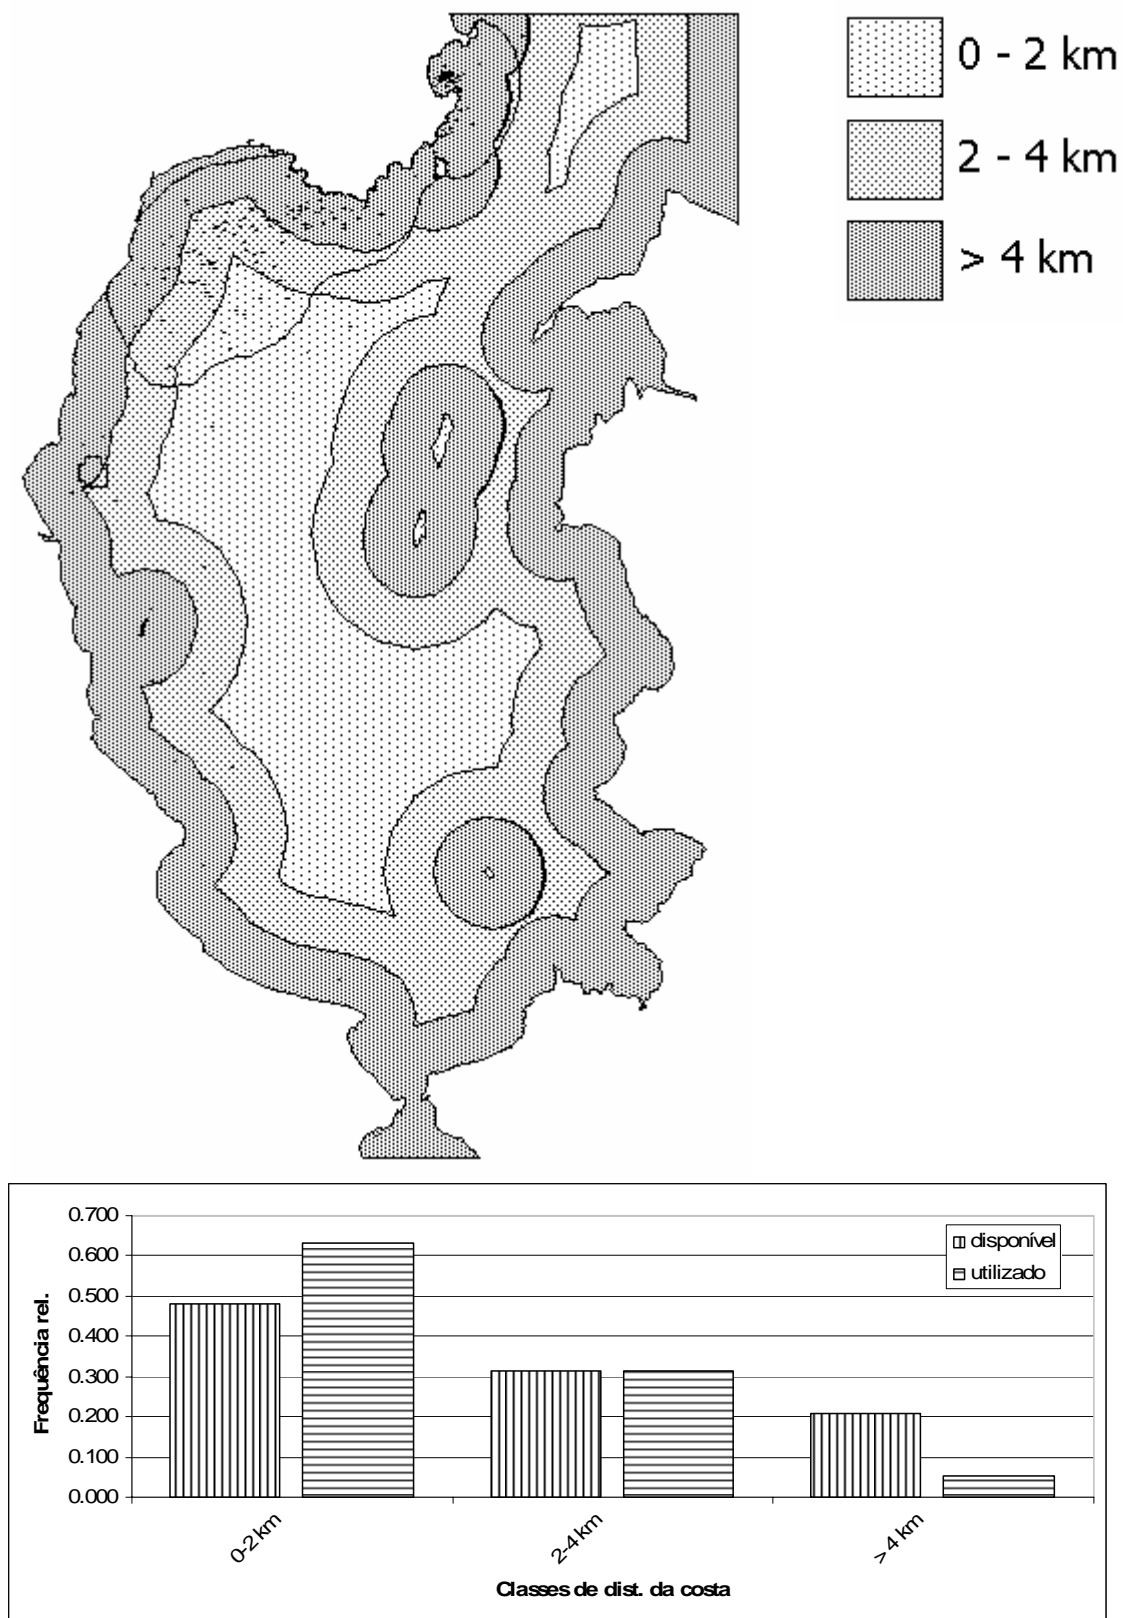 0 - 2 km
2 - 4 km
> 4 km
0.700
0.600
0.500
0.400
0.300
0.200
0.100
0.000
Frequência rel.
disponível
utilizado
0-2 km
2-4 km
> 4 km
Classes de dist. da costa